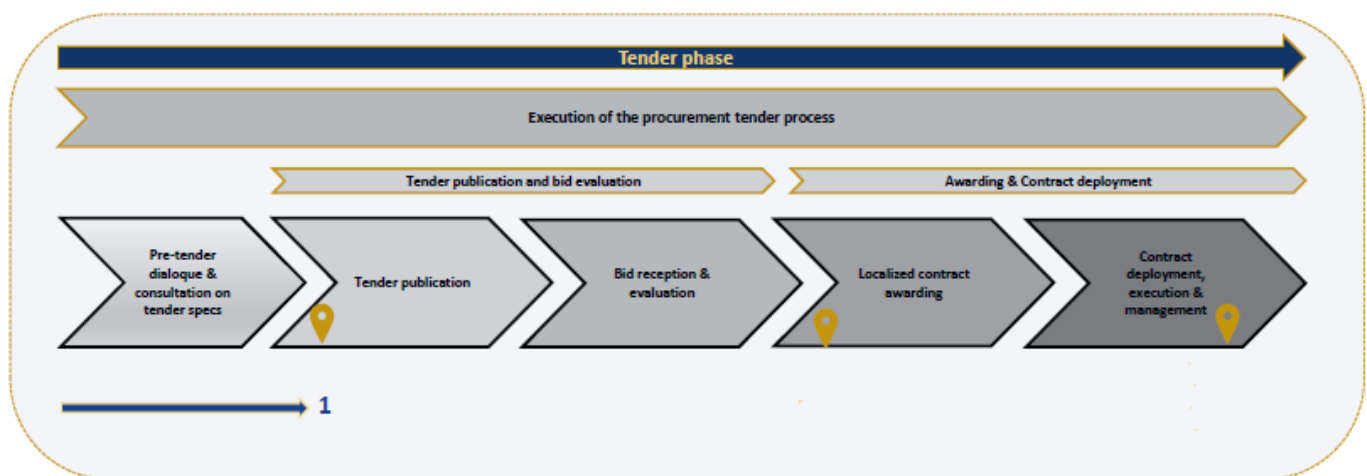 Tender phase
Execution of the procurement tender process
Tender publication and bid evaluation
Awarding & Contract deployment
Pre-tender
dialogue &
consultation on
tender specs
Tender publication
Bid reception &
evaluation
Localized contract
awarding
Contract
deployment,
execution &
management
1